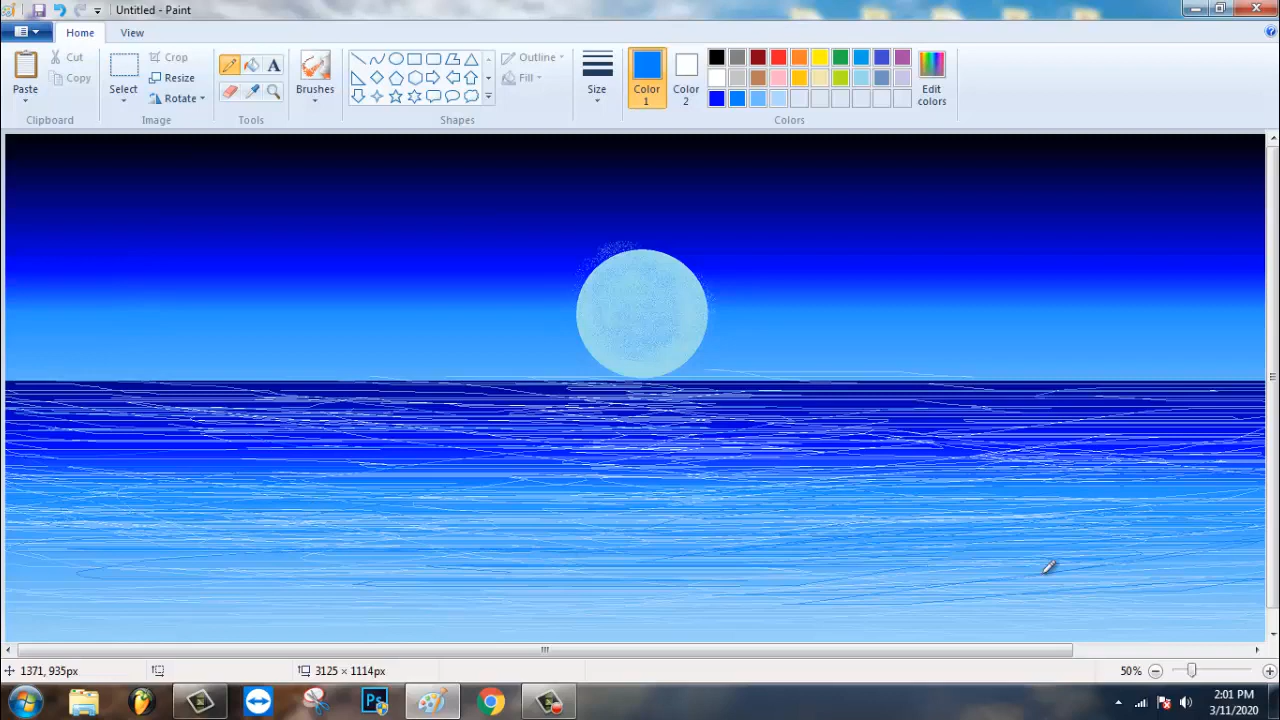 Untitled - Paint
Home
View
Paste
Cut
Copy
Clipboard
Select
Crop
Resize
Rotate
Image
A
Tools
Brushes
Outline
Fill
Shapes
Size
Color
1
Color
2
Edit
colors
Colors
1371, 935px
3125 × 1114px
50%
Ps
2:01 PM
3/11/2020